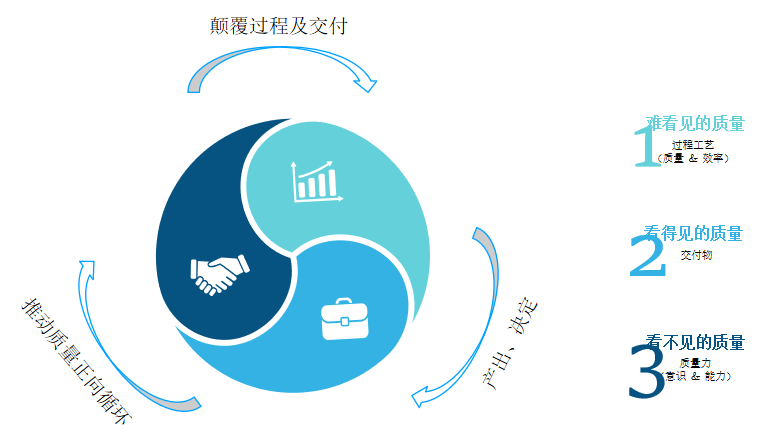 颠覆过程及交付
产出、决定
推动质量正向循环
1
难看见的质量
过程工艺
（质量 & 效率）
2
看得见的质量
交付物
3
看不见的质量
质量力
（意识 & 能力）